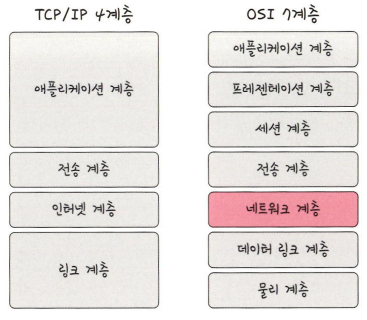 TCP/IP 4계층
애플리케이션 계층
전송 계층
인터넷 계층
링크 계층
OSI 7계층
애플리케이션 계층
프레젠테이션 계층
세션 계층
전송 계층
네트워크 계층
데이터 링크 계층
물리 계층